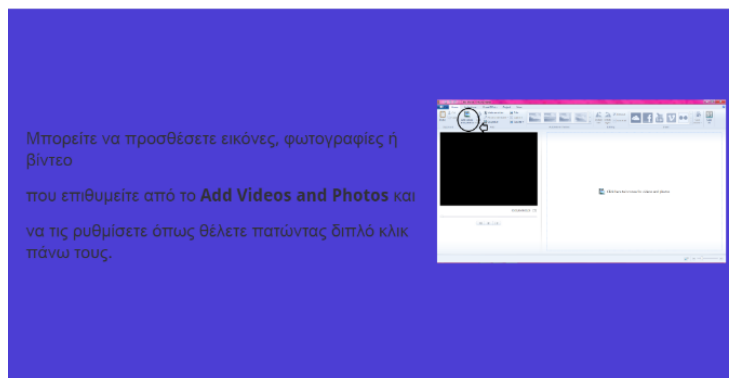 Μπορείτε να προσθέσετε εικόνες, φωτογραφίες ή
βίντεο
που επιθυμείτε από το Add Videos and Photos και
να τις ρυθμίσετε όπως θέλετε πατώντας διπλό κλικ
πάνω τους.